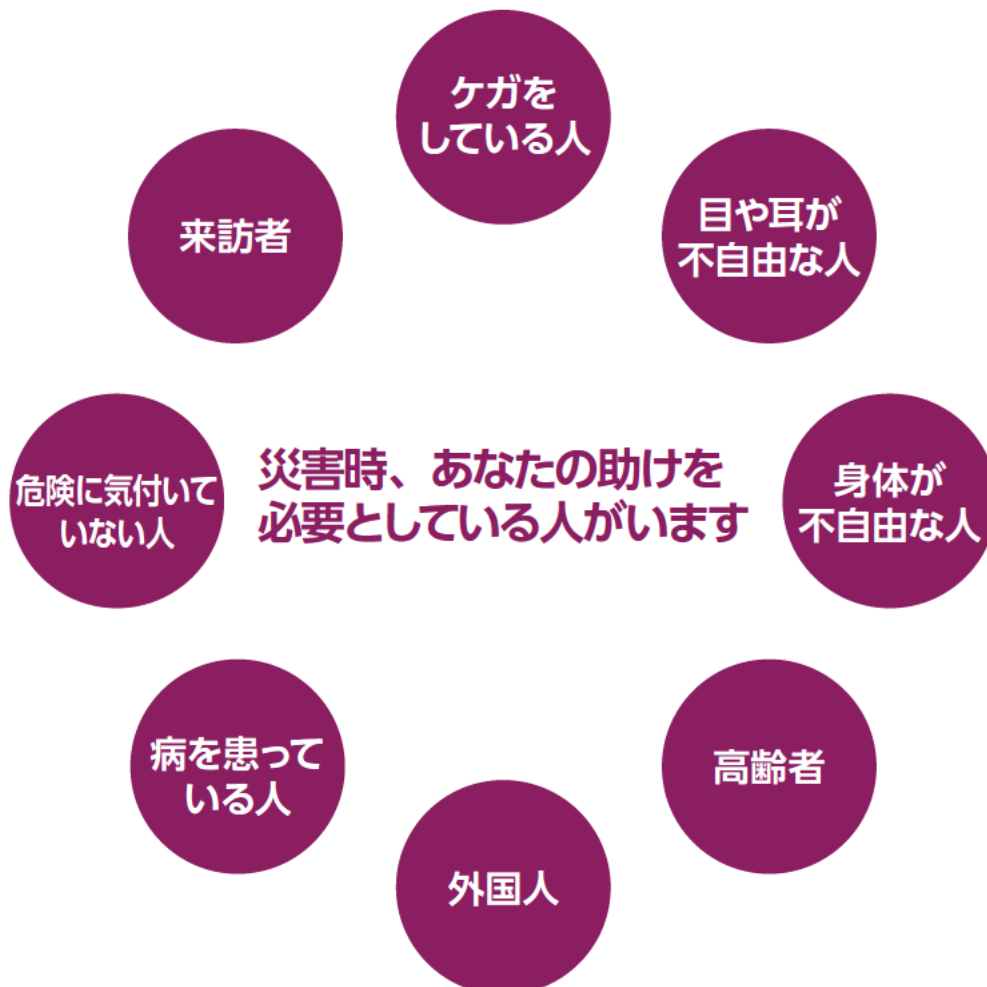 ケガを
している人
目や耳が
不自由な人
身体が
不自由な人
高齢者
外国人
病を患って
いる人
危険に気付いて
いない人
来訪者
災害時、あなたの助けを
必要としている人がいます